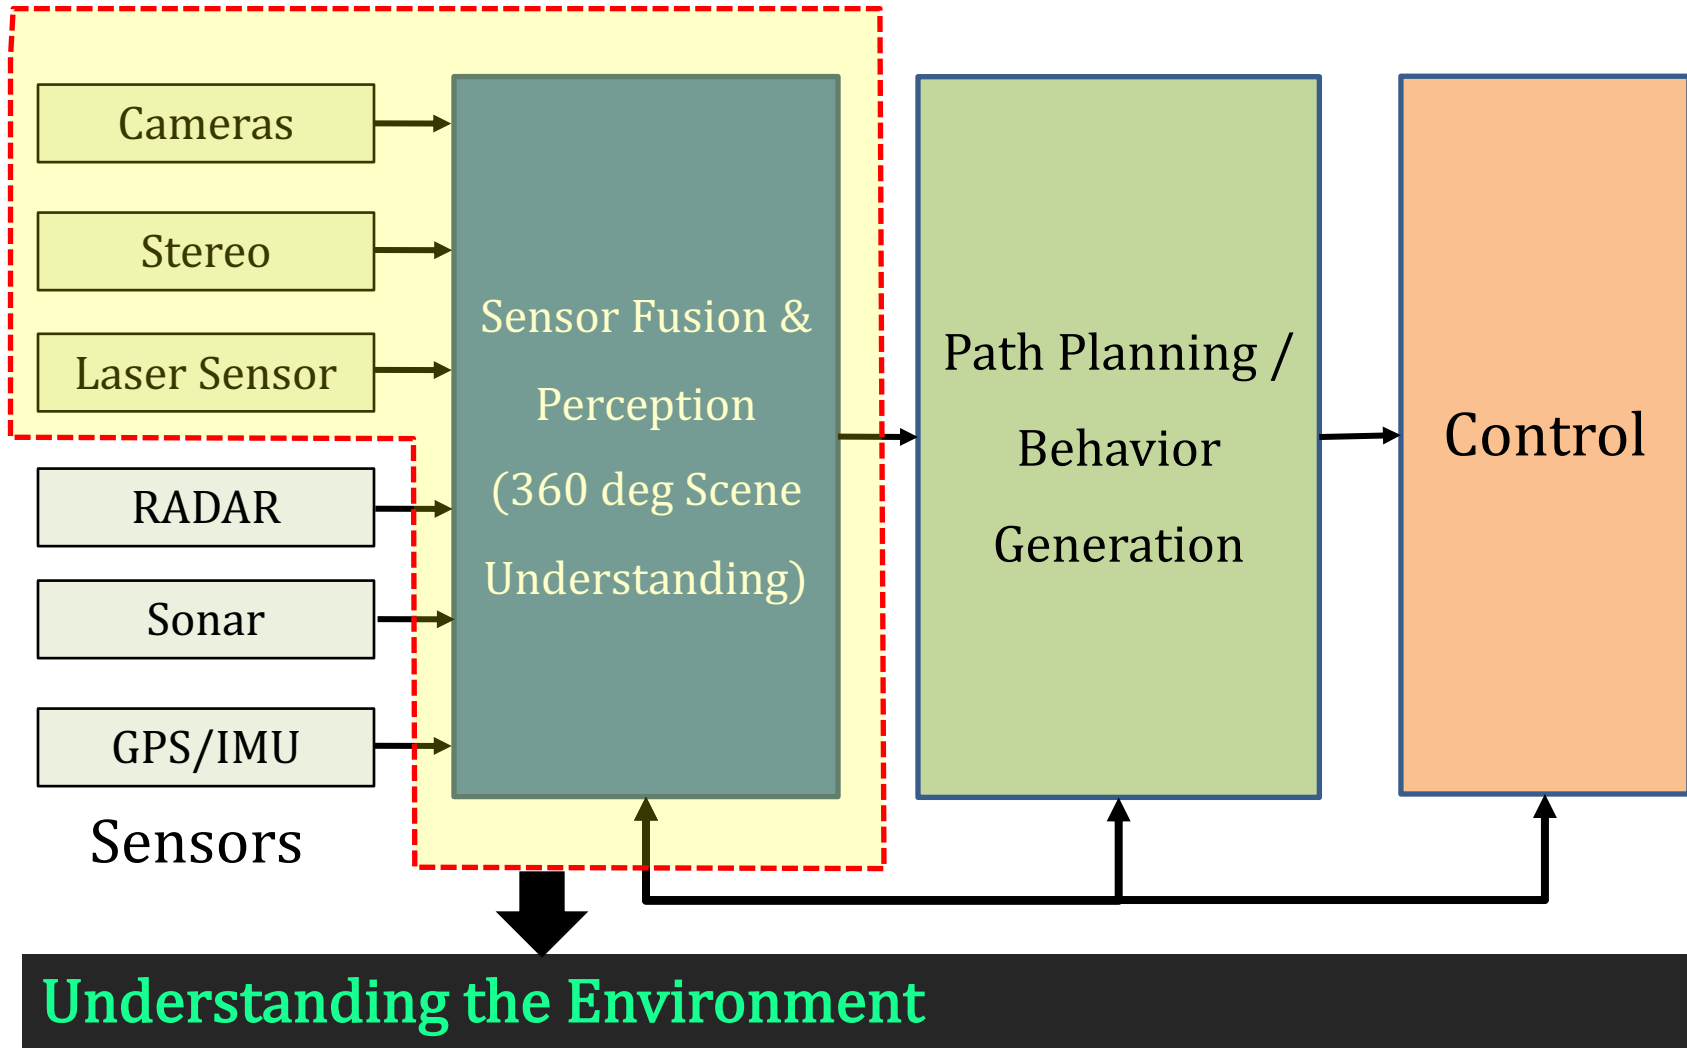 Cameras
Stereo
Laser Sensor
RADAR
Sonar
GPS/IMU
Sensors
Sensor Fusion &
Perception
(360 deg Scene
Understanding)
Path Planning /
Behavior
Generation
Control
Understanding the Environment